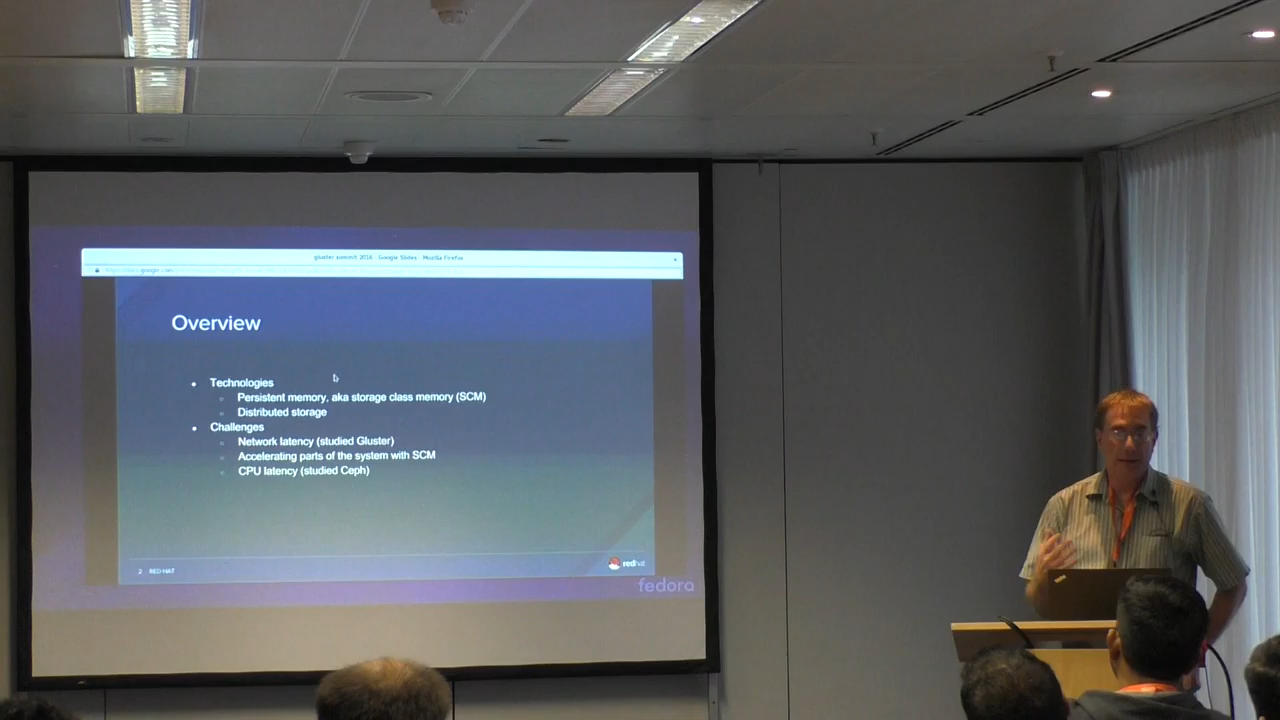 gluster summit 2016 - Google Slides - Mozilla Firefox
Overview
Technologies
Persistent memory, aka storage class memory (SCM)
Distributed storage
Challenges
Network latency (studied Gluster)
Accelerating parts of the system with SCM
CPU latency (studied Ceph)
2 RED HAT
redhat
fedora